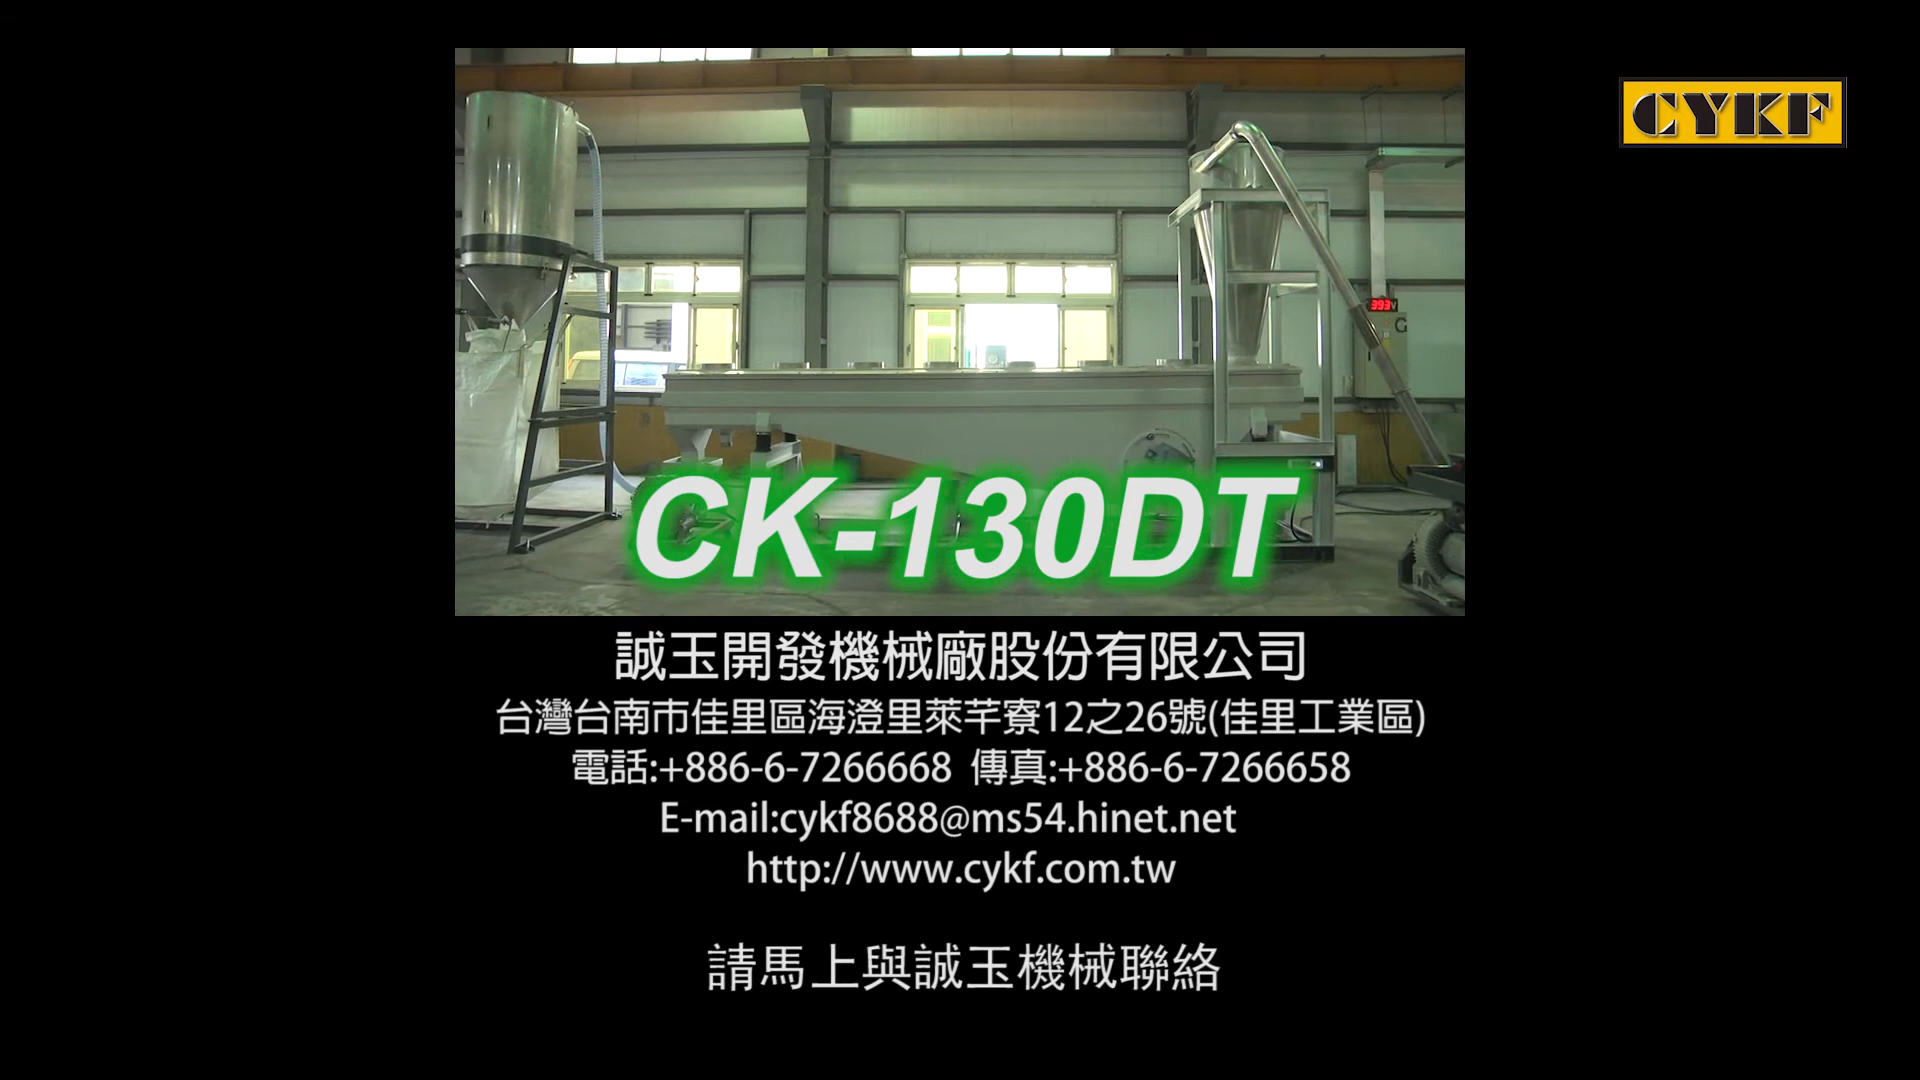 CYKF
393V
G
CK-130DT
誠玉開發機械廠股份有限公司
台灣台南市佳里區海澄里萊芊寮12之26號(佳里工業區)
電話:+886-6-7266668 傳真:+886-6-7266658
E-mail:cykf8688@ms54.hinet.net
http://www.cykf.com.tw
請馬上與誠玉機械聯絡